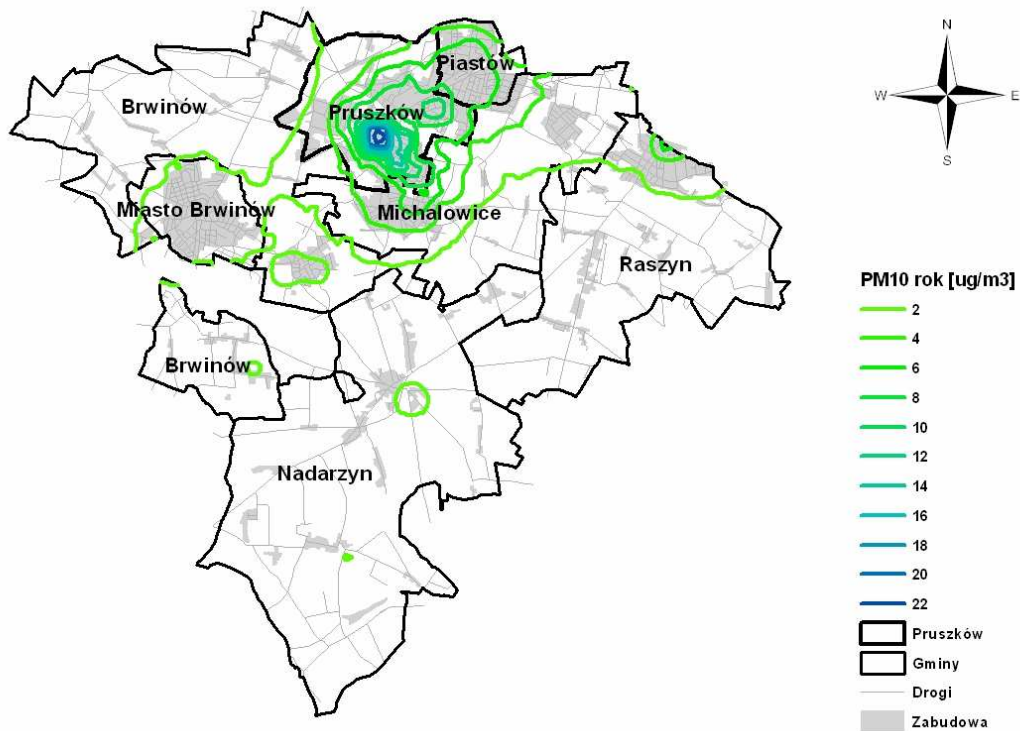 N
W
E
S
Piastów
Brwinów
Pruszków
Miasto Brwinów
Michalowice
Raszyn
Brwinów
Nadarzyn
PM10 rok [ug/m3]
2
4
6
8
10
12
14
16
18
20
22
Pruszków
Gminy
Drogi
Zabudowa